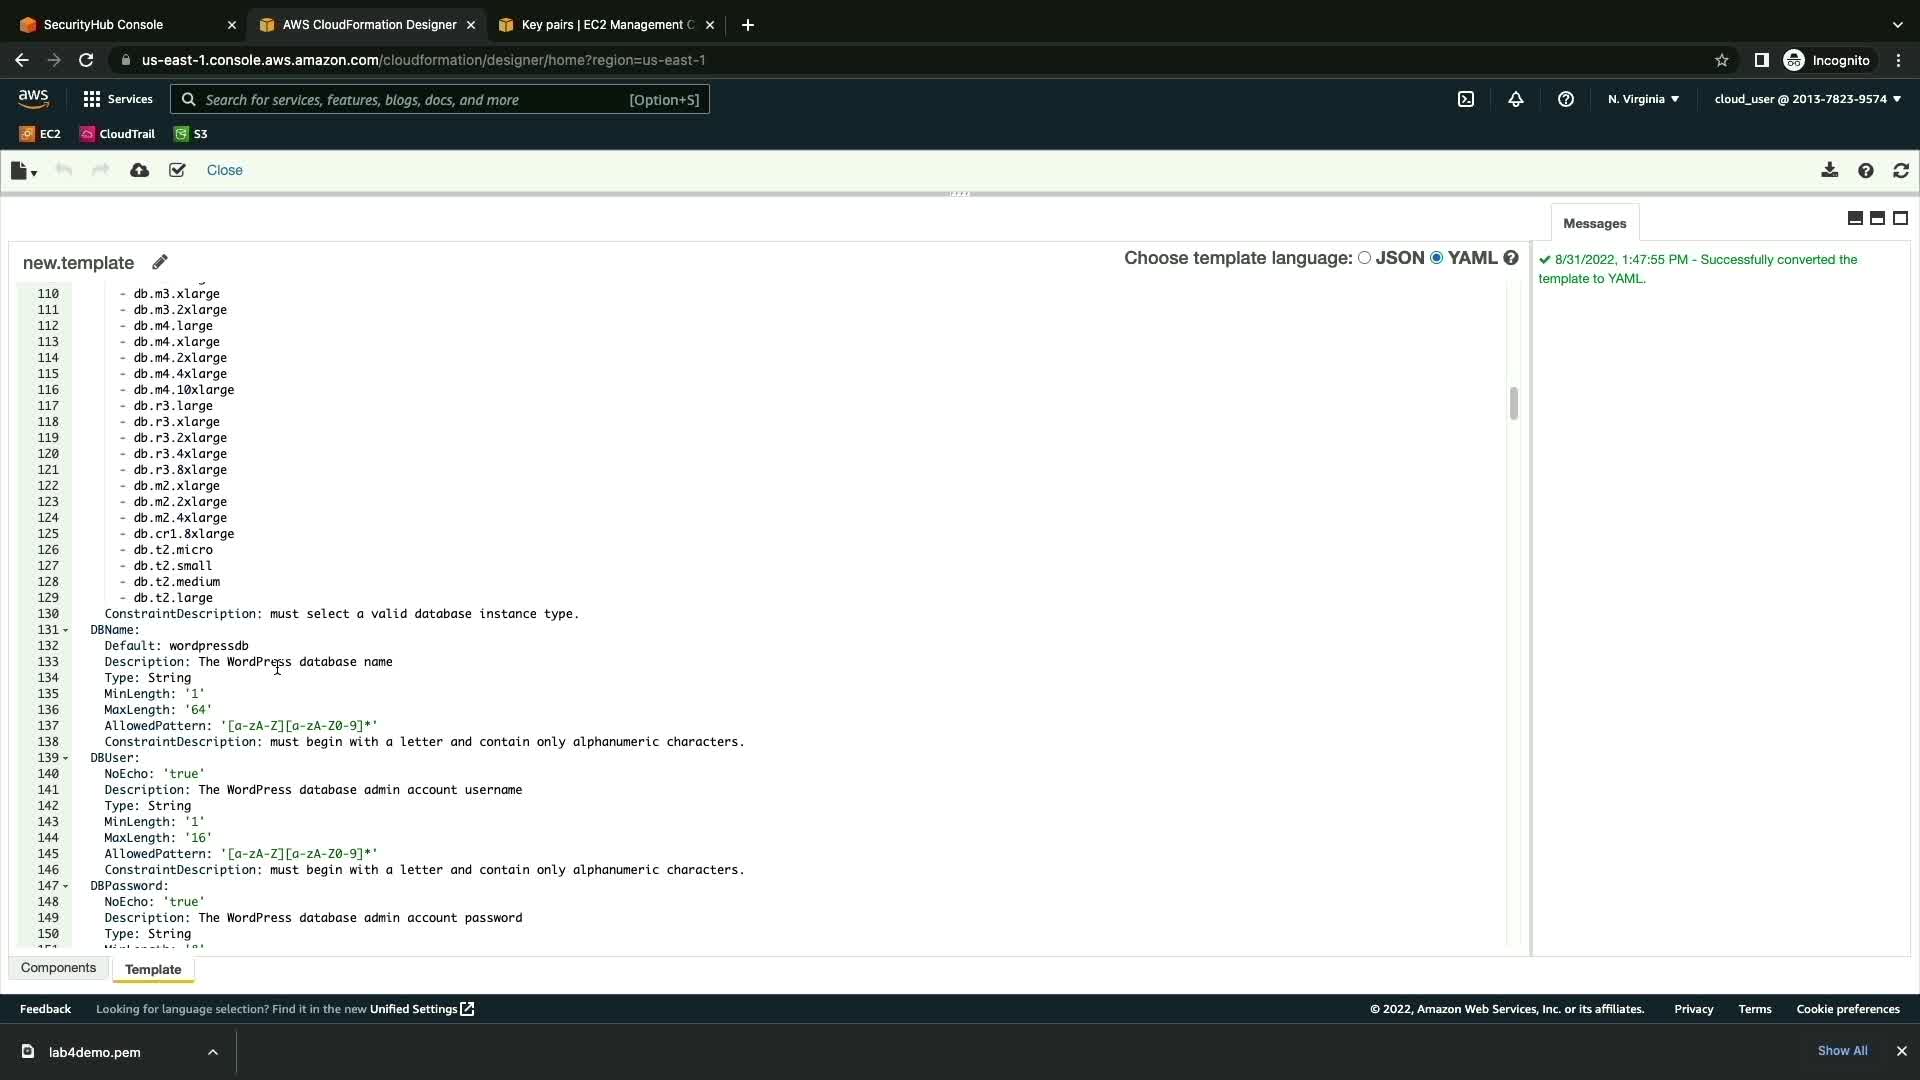 SecurityHub Console
AWS CloudFormation Designer
Key pairs | EC2 Management C
us-east-1.console.aws.amazon.com/cloudformation/designer/home?region=us-east-1
Incognito
aws
Services
Search for services, features, blogs, docs, and more
[Option+S]
N. Virginia
cloud_user @ 2013-7823-9574
EC2
CloudTrail
S3
Close
Messages
new.template
Choose template language: JSON YAML
8/31/2022, 1:47:55 PM - Successfully converted the
template to YAML.
110 - db.m3.xlarge
111 - db.m3.2xlarge
112 - db.m4.large
113 - db.m4.xlarge
114 - db.m4.2xlarge
115 - db.m4.4xlarge
116 - db.m4.10xlarge
117 - db.r3.large
118 - db.r3.xlarge
119 - db.r3.2xlarge
120 - db.r3.4xlarge
121 - db.r3.8xlarge
122 - db.m2.xlarge
123 - db.m2.2xlarge
124 - db.m2.4xlarge
125 - db.cr1.8xlarge
126 - db.t2.micro
127 - db.t2.small
128 - db.t2.medium
129 - db.t2.large
130 ConstraintDescription: must select a valid database instance type.
131 DBName:
132 Default: wordpressdb
133 Description: The WordPress database name
134 Type: String
135 MinLength: '1'
136 MaxLength: '64'
137 AllowedPattern: '[a-zA-Z][a-zA-Z0-9]*'
138 ConstraintDescription: must begin with a letter and contain only alphanumeric characters.
139 DBUser:
140 NoEcho: 'true'
141 Description: The WordPress database admin account username
142 Type: String
143 MinLength: '1'
144 MaxLength: '16'
145 AllowedPattern: '[a-zA-Z][a-zA-Z0-9]*'
146 ConstraintDescription: must begin with a letter and contain only alphanumeric characters.
147 DBPassword:
148 NoEcho: 'true'
149 Description: The WordPress database admin account password
150 Type: String
Components
Template
Feedback
Looking for language selection? Find it in the new Unified Settings
© 2022, Amazon Web Services, Inc. or its affiliates.
Privacy
Terms
Cookie preferences
lab4demo.pem
Show All